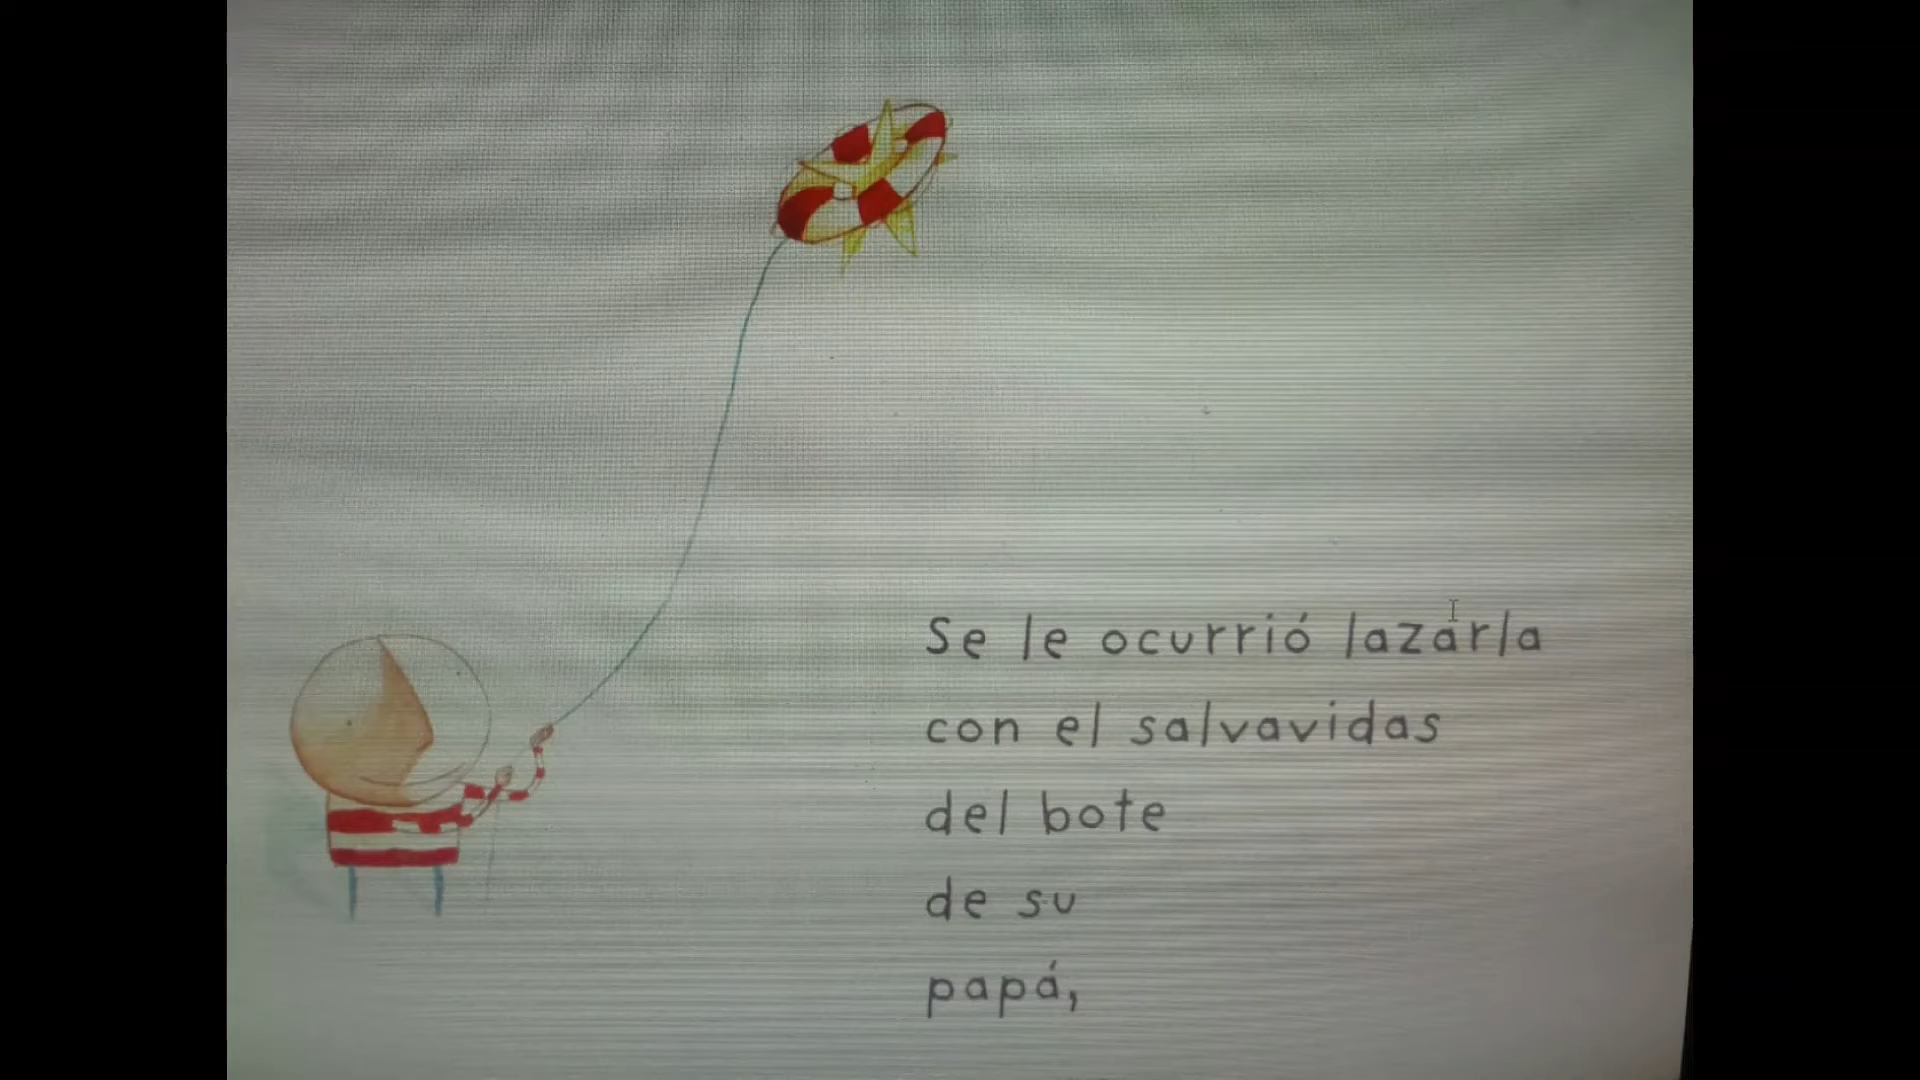 Se le ocurrió lazarla
con el salvavidas
del bote
de su
papá,